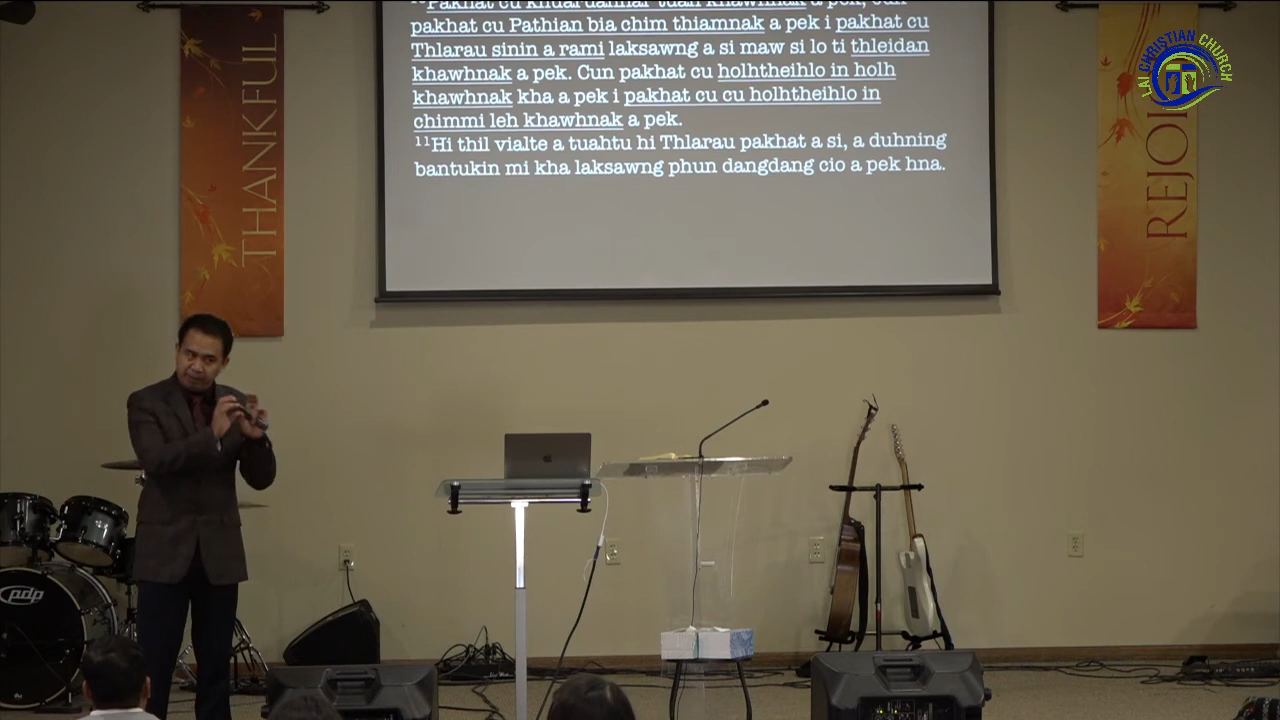 pakhat cu Pathian bia chim thiamnak a pek i pakhat cu
Thlarau sinin a rami laksawng a si maw si lo ti thleidan
khawhnak a pek. Cun pakhat cu holhtheihlo in holh
khawhnak kha a pek i pakhat cu cu holhtheihlo in
chimmi leh khawhnak a pek.
¹¹Hi thil vialte a tuahtu hi Thlarau pakhat a si, a duhning
bantukin mi kha laksawng phun dangdang cio a pek hna.
THANKFUL
LAI CHRISTIAN CHURCH
pdp